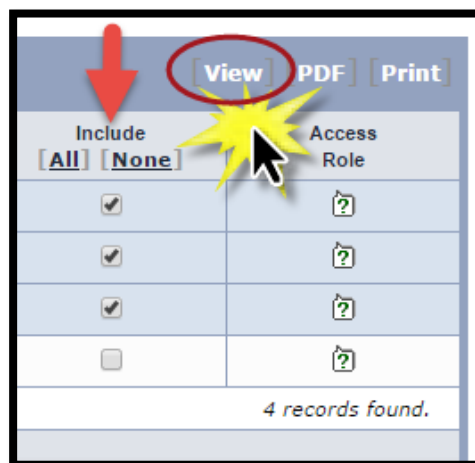 [View] [PDF] [Print]
Include
[All] [None]
Access
Role
4 records found.